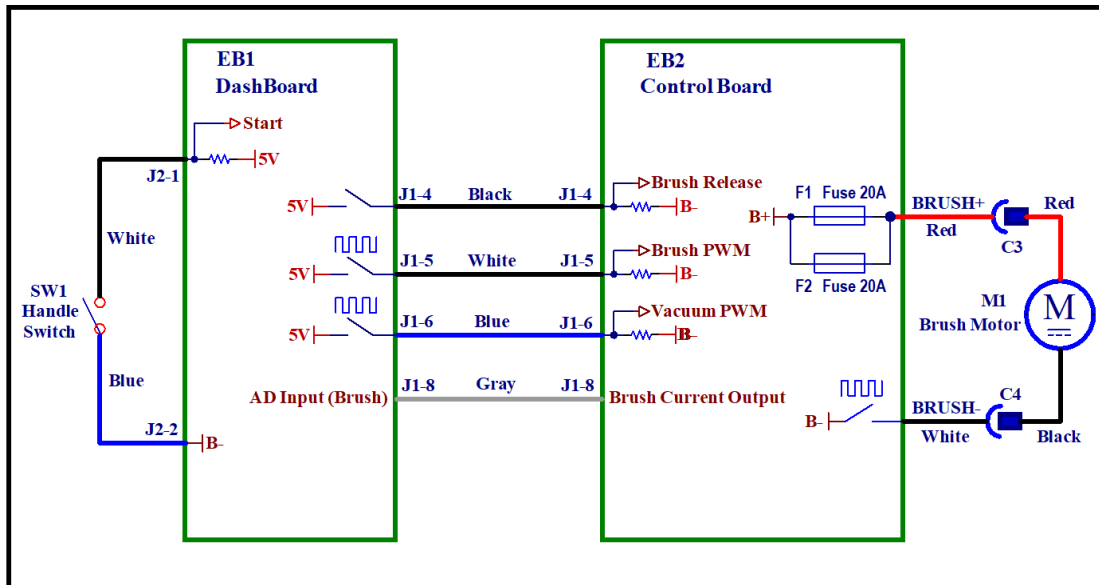 EB1
DashBoard
EB2
Control Board
Start
5V
J2-1
White
SW1
Handle
Switch
Blue
J2-2
B-
5V
J1-4
Black
J1-4
Brush Release
B-
5V
J1-5
White
J1-5
Brush PWM
B-
5V
J1-6
Blue
J1-6
Vacuum PWM
B-
AD Input (Brush)
J1-8
Gray
J1-8
Brush Current Output
F1 Fuse 20A
B+
F2 Fuse 20A
BRUSH+
Red
Red
C3
M1
Brush Motor
M
B-
BRUSH-
White
C4
Black